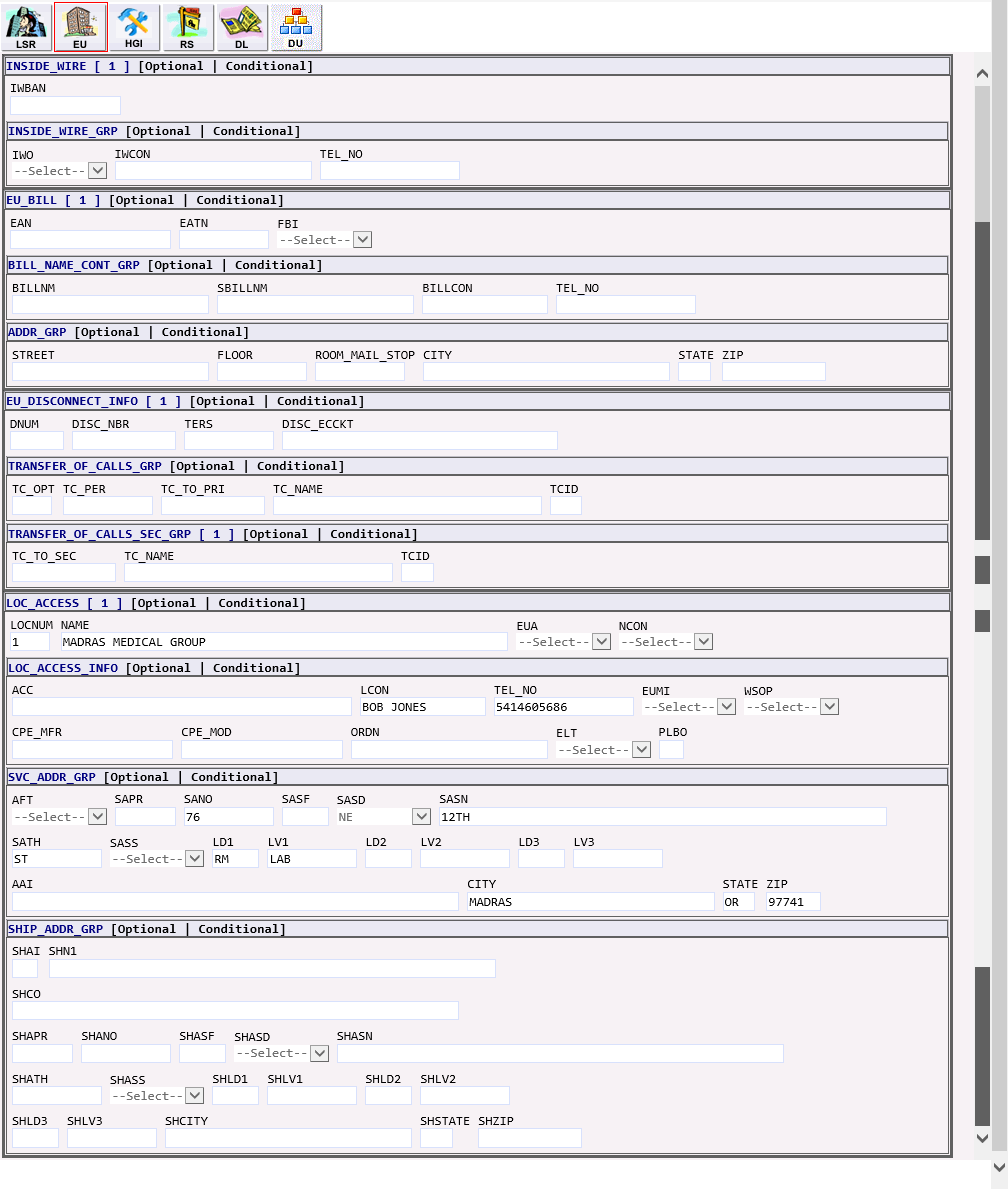 LSR EU HGI RS DL DU
INSIDE_WIRE [ 1 ] [Optional | Conditional]
IWBAN
INSIDE_WIRE_GRP [Optional | Conditional]
IWO IWCON TEL_NO
--Select--
EU_BILL [ 1 ] [Optional | Conditional]
EAN EATN FBI
--Select--
BILL_NAME_CONT_GRP [Optional | Conditional]
BILLNM SBILLNM BILLCON TEL_NO
ADDR_GRP [Optional | Conditional]
STREET FLOOR ROOM_MAIL_STOP CITY STATE ZIP
EU_DISCONNECT_INFO [ 1 ] [Optional | Conditional]
DNUM DISC_NBR TERS DISC_ECCKT
TRANSFER_OF_CALLS_GRP [Optional | Conditional]
TC_OPT TC_PER TC_TO_PRI TC_NAME TCID
TRANSFER_OF_CALLS_SEC_GRP [ 1 ] [Optional | Conditional]
TC_TO_SEC TC_NAME TCID
LOC_ACCESS [ 1 ] [Optional | Conditional]
LOCNUM NAME EUA NCON
1 MADRAS MEDICAL GROUP --Select-- --Select--
LOC_ACCESS_INFO [Optional | Conditional]
ACC LCON TEL_NO EUMI WSOP
BOB JONES 5414605686 --Select-- --Select--
CPE_MFR CPE_MOD ORDN ELT PLBO
--Select--
SVC_ADDR_GRP [Optional | Conditional]
AFT SAPR SANO SASF SASD SASN
--Select-- 76 NE 12TH
SATH SASS LD1 LV1 LD2 LV2 LD3 LV3
ST --Select-- RM LAB
AAI CITY STATE ZIP
MADRAS OR 97741
SHIP_ADDR_GRP [Optional | Conditional]
SHAI SHN1
SHCO
SHAPR SHANO SHASF SHASD SHASN
--Select--
SHATH SHASS SHLD1 SHLV1 SHLD2 SHLV2
--Select--
SHLD3 SHLV3 SHCITY SHSTATE SHZIP